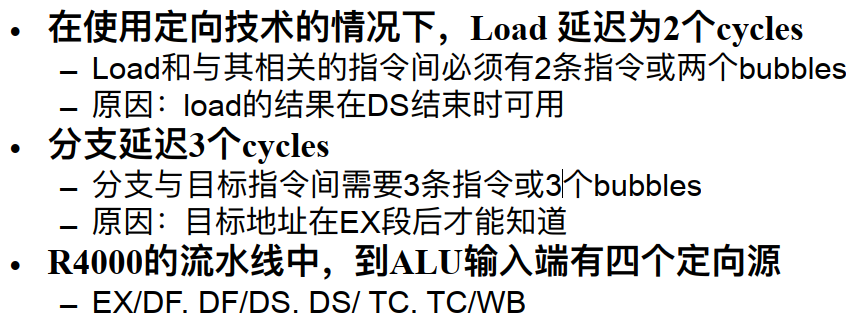 • 在使用定向技术的情况下，Load 延迟为2个cycles
– Load和与其相关的指令间必须有2条指令或两个bubbles
– 原因：load的结果在DS结束时可用
• 分支延迟3个cycles
– 分支与目标指令间需要3条指令或3个bubbles
– 原因：目标地址在EX段后才能知道
• R4000的流水线中，到ALU输入端有四个定向源
– EX/DF, DF/DS, DS/ TC, TC/WB